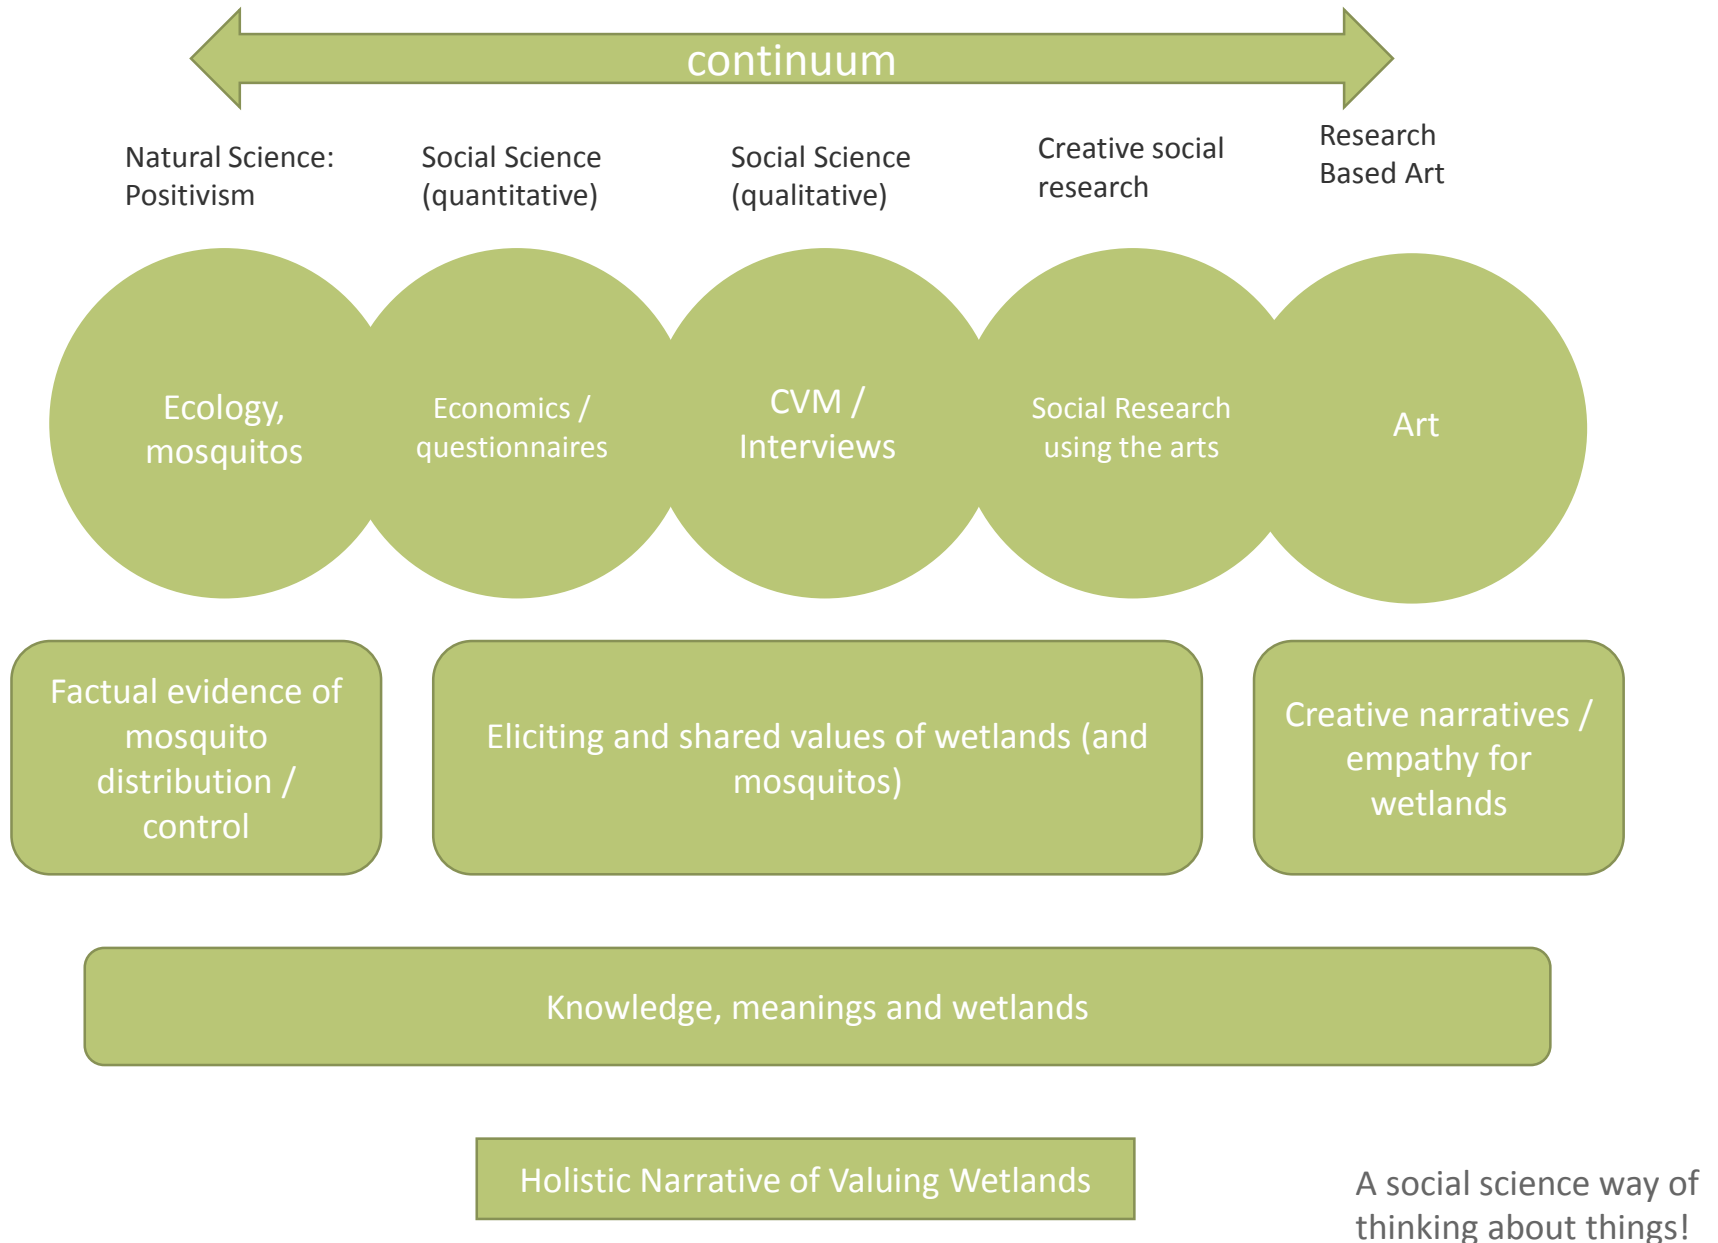 continuum
Natural Science:
Positivism
Social Science
(quantitative)
Social Science
(qualitative)
Creative social
research
Research
Based Art
Ecology,
mosquitos
Economics /
questionnaires
CVM /
Interviews
Social Research
using the arts
Art
Factual evidence of
mosquito
distribution /
control
Eliciting and shared values of wetlands (and
mosquitos)
Creative narratives /
empathy for
wetlands
Knowledge, meanings and wetlands
Holistic Narrative of Valuing Wetlands
A social science way of
thinking about things!